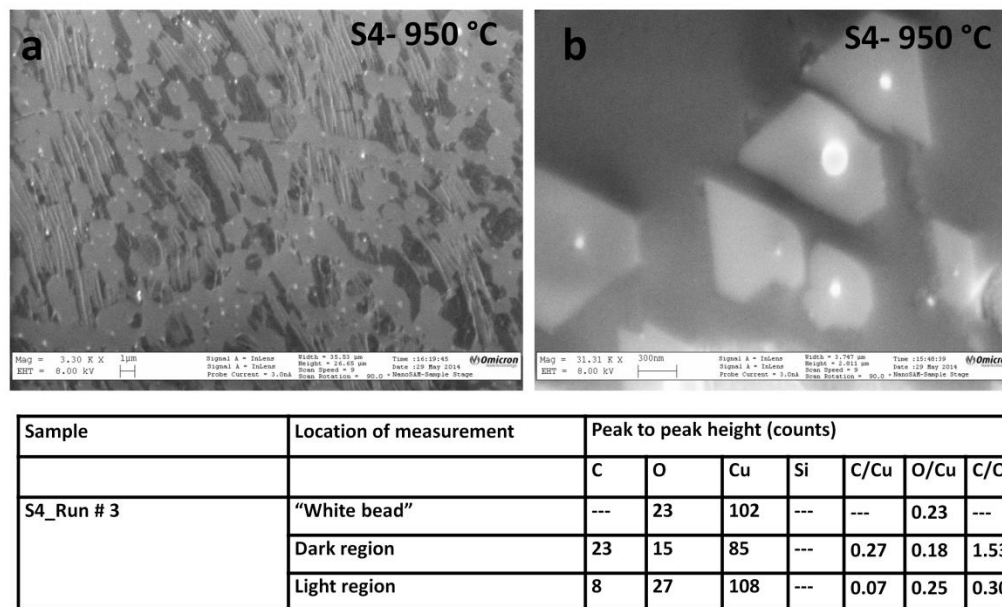 a
S4- 950 °C
b
S4- 950 °C
Mag = 3.30 K X 1µm Signal A = InLens Width = 35.53 µm Time :16:19:45 Omicron
Signal A = InLens Height = 26.65 µm Date :29 May 2014
EHT = 8.00 kV Probe Current = 3.0nA Scan Speed = 9 NanoSAM-Sample Stage
Scan Rotation = 90.0
Mag = 31.31 K X 300nm Signal A = InLens Width = 3.747 µm Time :15:48:39 Omicron
Signal A = InLens Height = 2.811 µm Date :29 May 2014
EHT = 8.00 kV Probe Current = 3.0nA Scan Speed = 9 NanoSAM-Sample Stage
Scan Rotation = 90.0
Sample Location of measurement Peak to peak height (counts)
C O Cu Si C/Cu O/Cu C/O
S4_Run # 3 “White bead” --- 23 102 --- --- 0.23 ---
Dark region 23 15 85 --- 0.27 0.18 1.53
Light region 8 27 108 --- 0.07 0.25 0.30